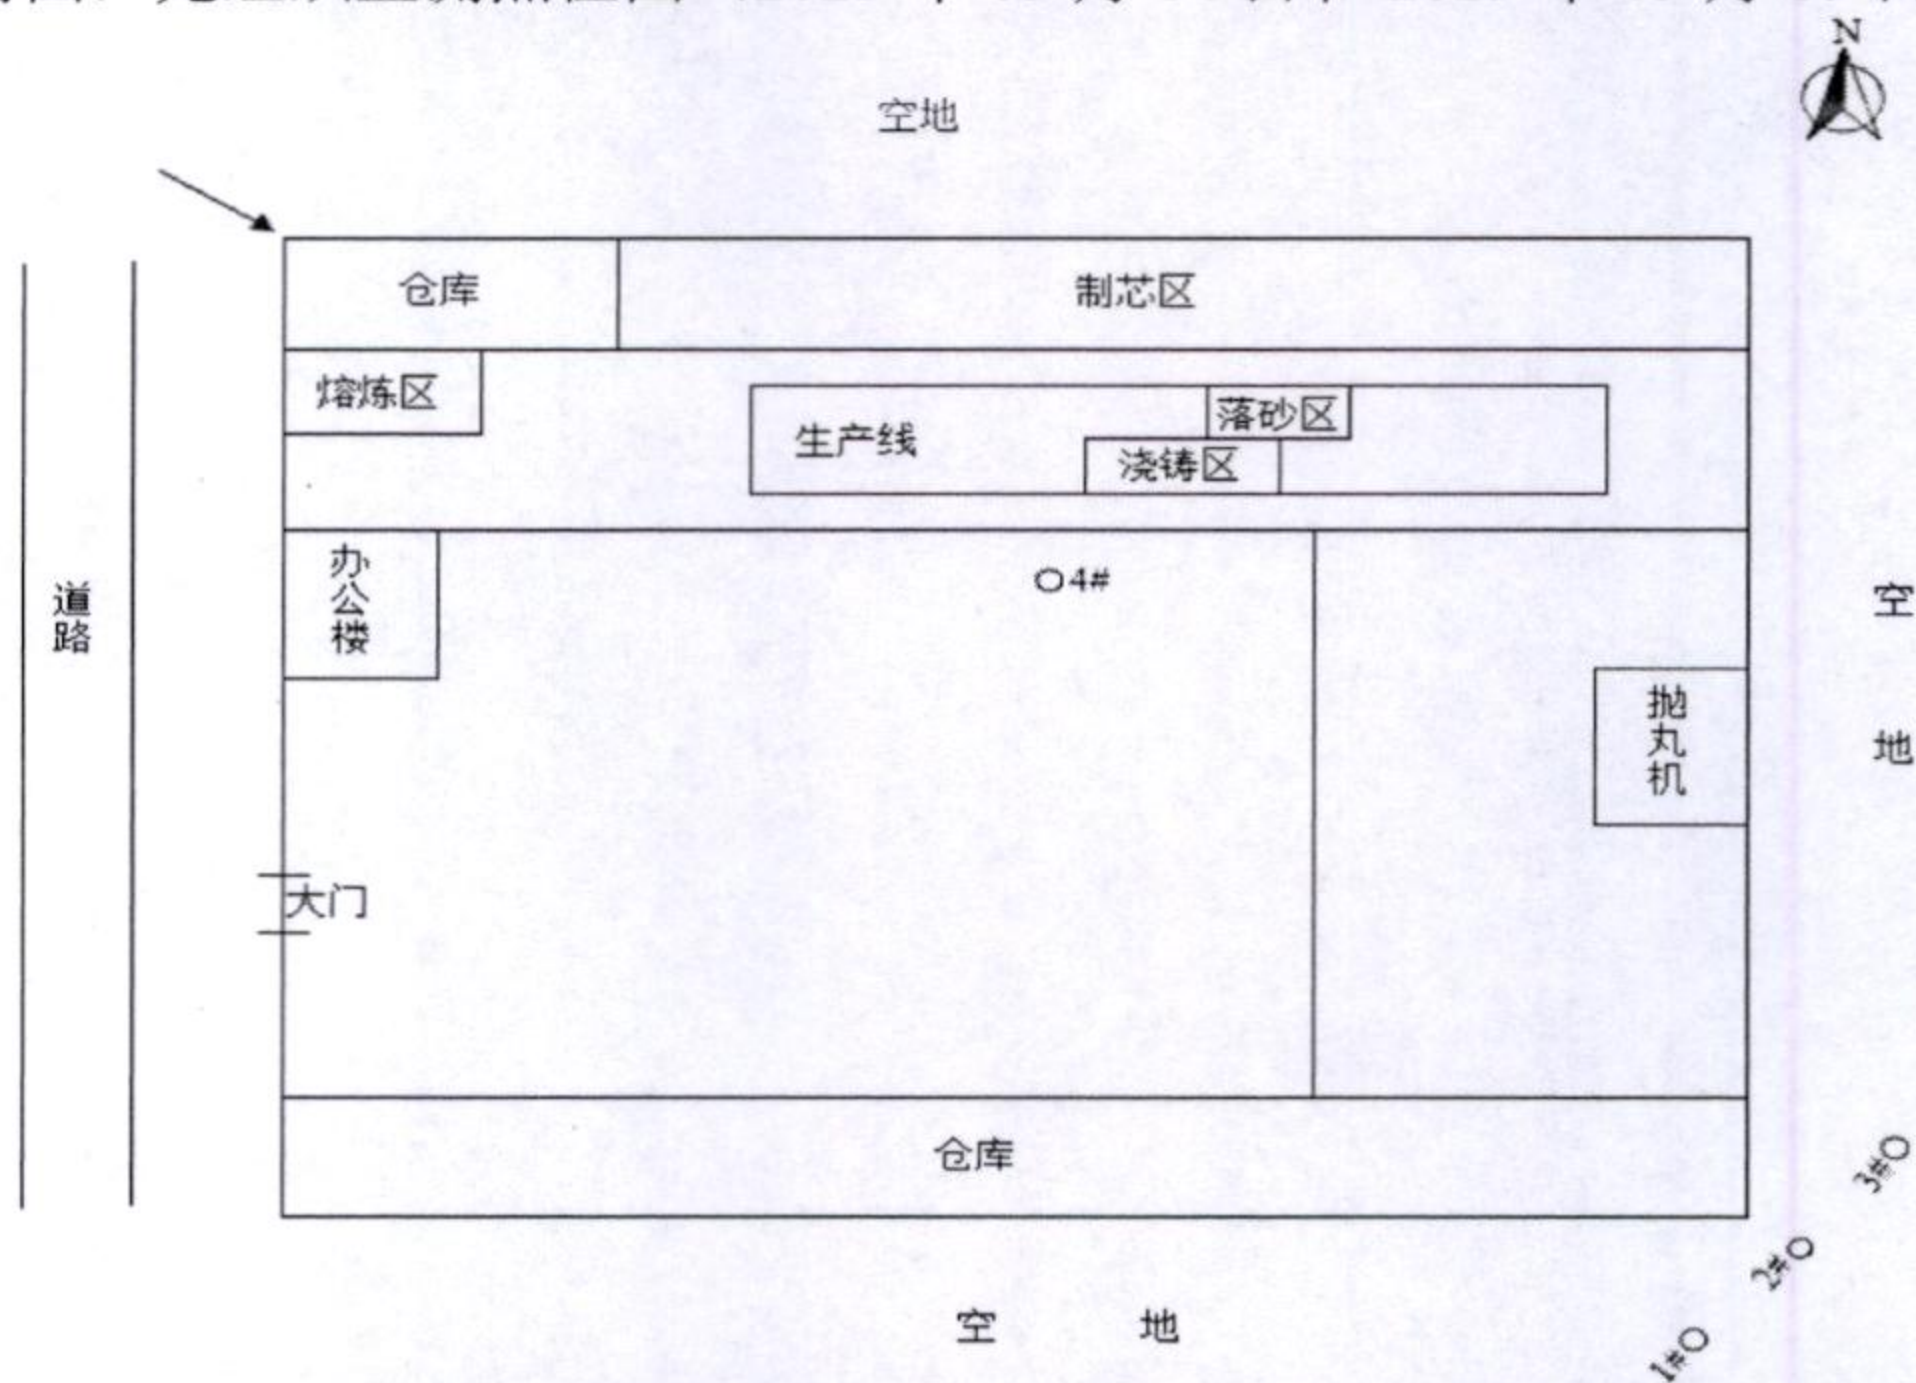 N
空地
仓库
制芯区
熔炼区
生产线
落砂区
浇铸区
办公楼
O4#
道路
空地
抛丸机
大门
仓库
3#O
2#O
空 地
1#O